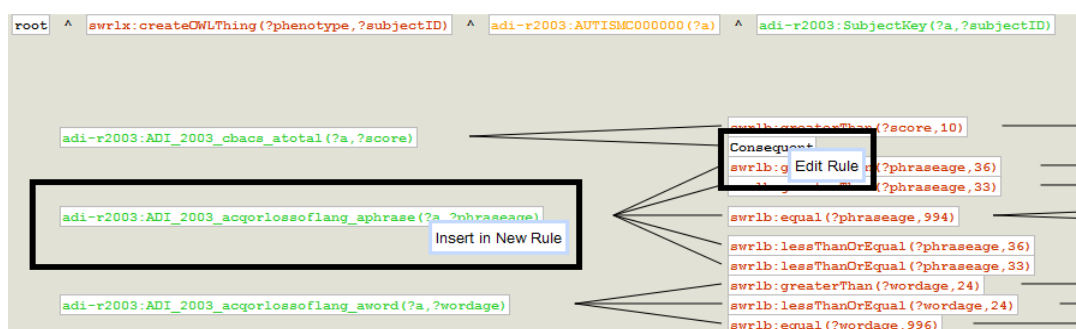 root ^ swrlx:createOWLThing(?phenotype,?subjectID) ^ adi-r2003:AUTISMC000000(?a) ^ adi-r2003:SubjectKey(?a,?subjectID)
adi-r2003:ADI_2003_cbacs_atotal(?a,?score)
swrlb:greaterThan(?score,10)
Consequent
Edit Rule
(?phraseage,36)
(?phraseage,33)
adi-r2003:ADI_2003_acqorlossoflang_aphrase(?a,?phraseage)
Insert in New Rule
swrlb:equal(?phraseage,994)
swrlb:lessThanOrEqual(?phraseage,36)
swrlb:lessThanOrEqual(?phraseage,33)
adi-r2003:ADI_2003_acqorlossoflang_aword(?a,?wordage)
swrlb:greaterThan(?wordage,24)
swrlb:lessThanOrEqual(?wordage,24)
swrlb:equal(?wordage,996)